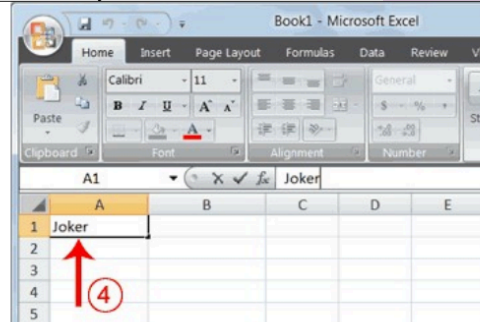 Book1 - Microsoft Excel
Home Insert Page Layout Formulas Data Review
Calibri 11 General
B I U A A
Paste A $ % ,
Clipboard Font Alignment Number
A1 fx Joker
A B C D E
1 Joker
2
3
4 4
5